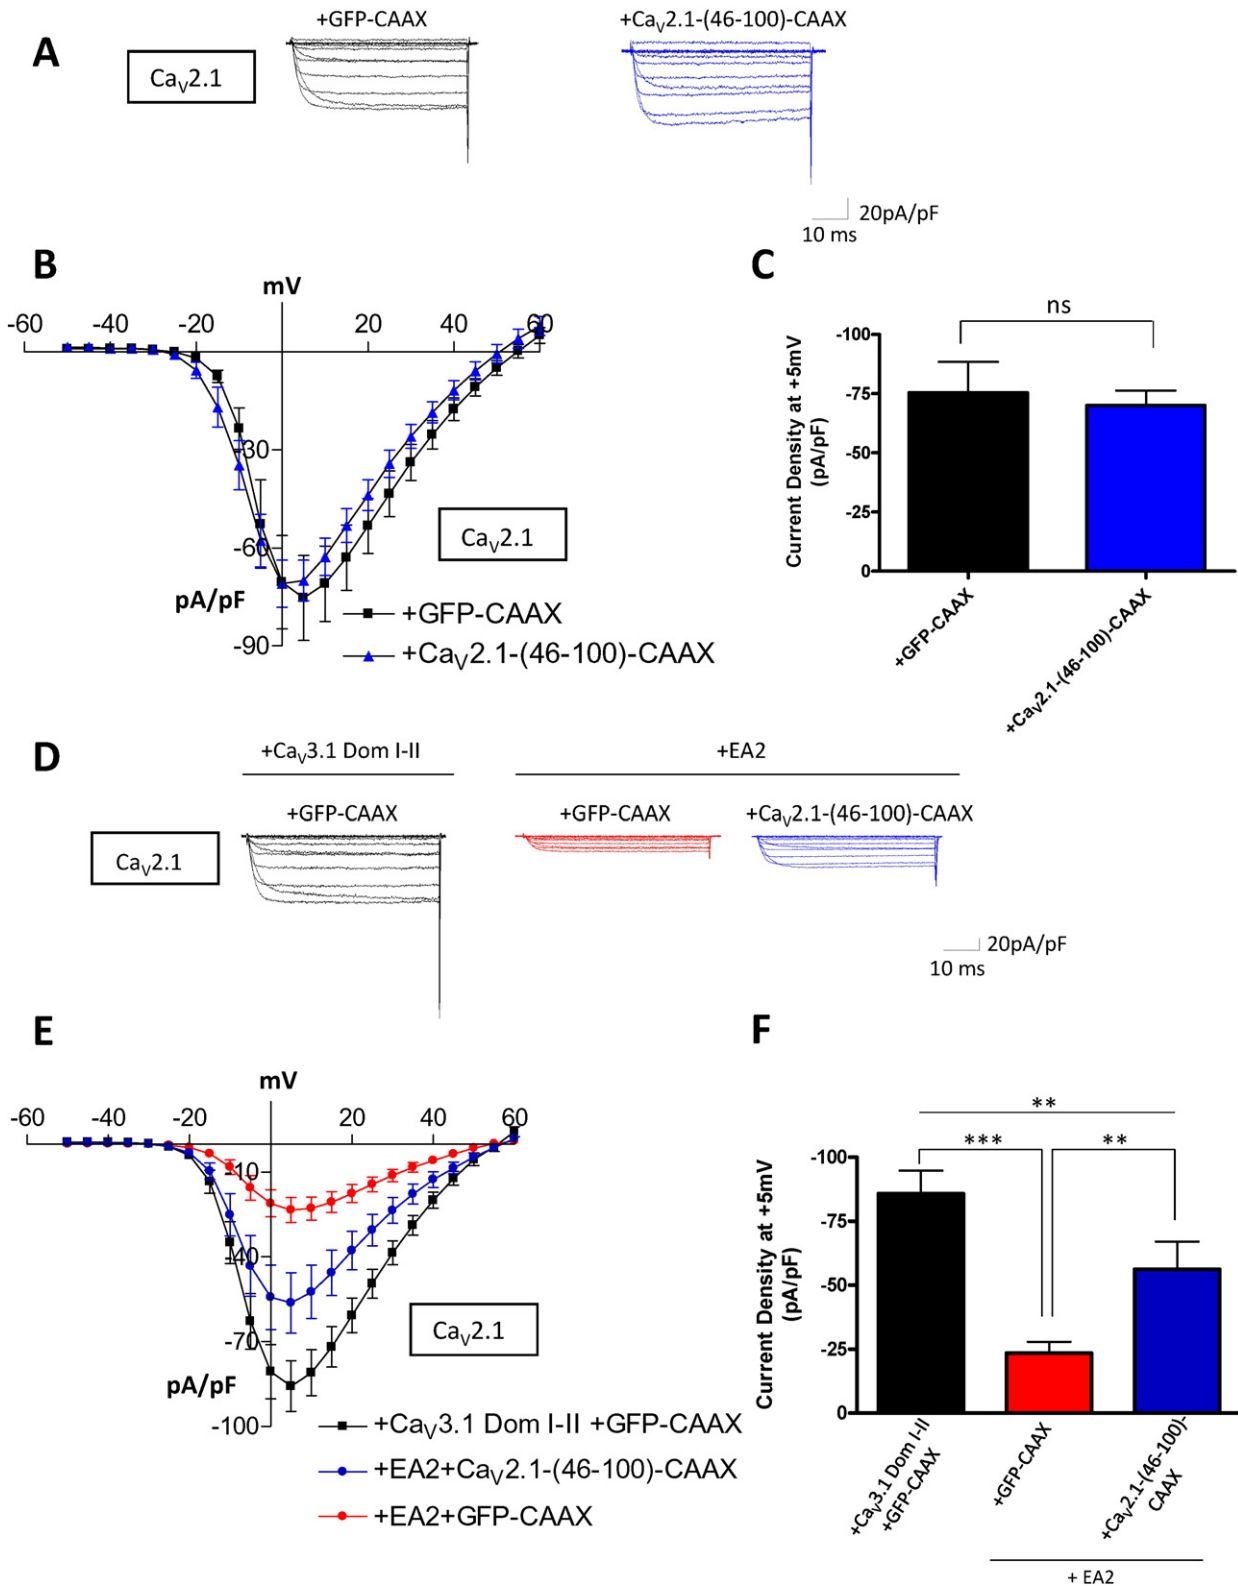 A
+GFP-CAAX
+CaV2.1-(46-100)-CAAX
CaV2.1
20pA/pF
10 ms
B
mV
-60 -40 -20 20 40 60
-30
-60
-90
pA/pF
CaV2.1
+GFP-CAAX
+CaV2.1-(46-100)-CAAX
C
ns
Current Density at +5mV
(pA/pF)
-100
-75
-50
-25
0
+GFP-CAAX
+CaV2.1-(46-100)-CAAX
D
+CaV3.1 Dom I-II
+EA2
+GFP-CAAX
+GFP-CAAX
+CaV2.1-(46-100)-CAAX
CaV2.1
20pA/pF
10 ms
E
mV
-60 -40 -20 20 40 60
-10
-40
-70
-100
pA/pF
CaV2.1
+CaV3.1 Dom I-II +GFP-CAAX
+EA2+CaV2.1-(46-100)-CAAX
+EA2+GFP-CAAX
F
**
*** **
Current Density at +5mV
(pA/pF)
-100
-75
-50
-25
0
+CaV3.1 Dom I-II
+GFP-CAAX
+GFP-CAAX
+CaV2.1-(46-100)-
CAAX
+ EA2